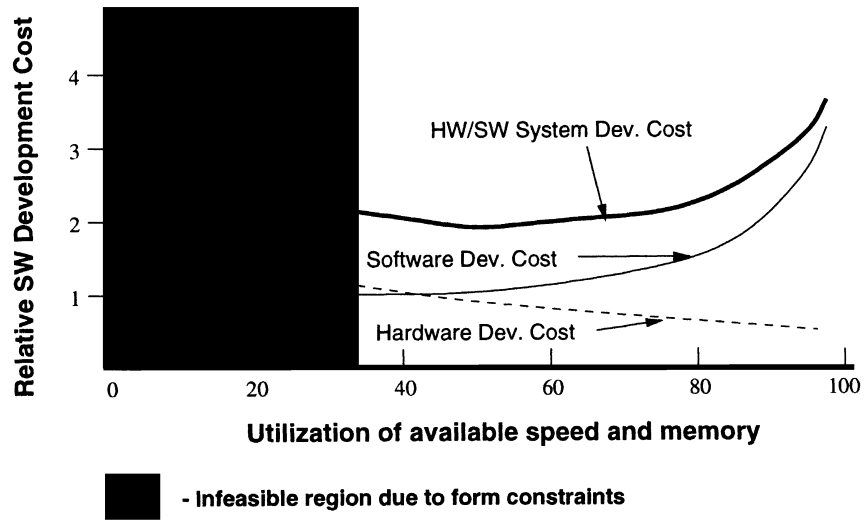 Relative SW Development Cost
4
3
2
1
HW/SW System Dev. Cost
Software Dev. Cost
Hardware Dev. Cost
0 20 40 60 80 100
Utilization of available speed and memory
- Infeasible region due to form constraints